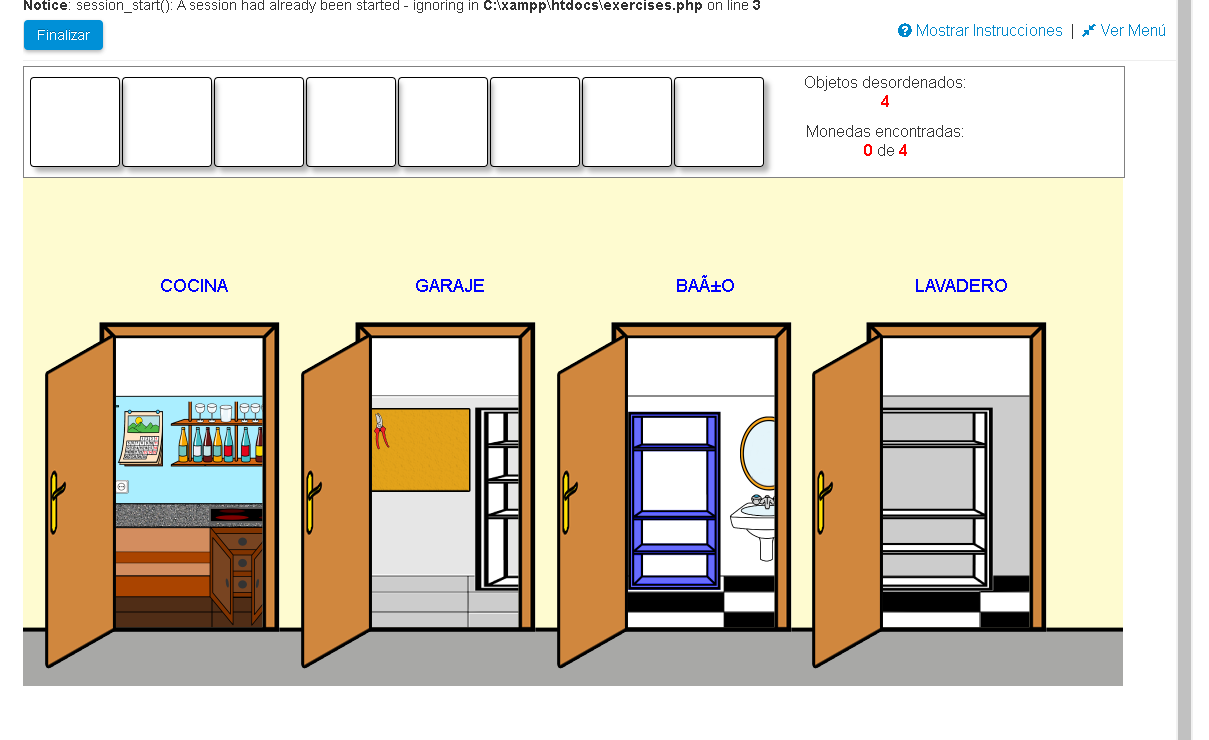 Notice: session_start(): A session had already been started - ignoring in C:\xampp\htdocs\exercises.php on line 3
Finalizar
Mostrar Instrucciones | Ver Menú
Objetos desordenados:
4
Monedas encontradas:
0 de 4
COCINA
GARAJE
BAÃ±O
LAVADERO